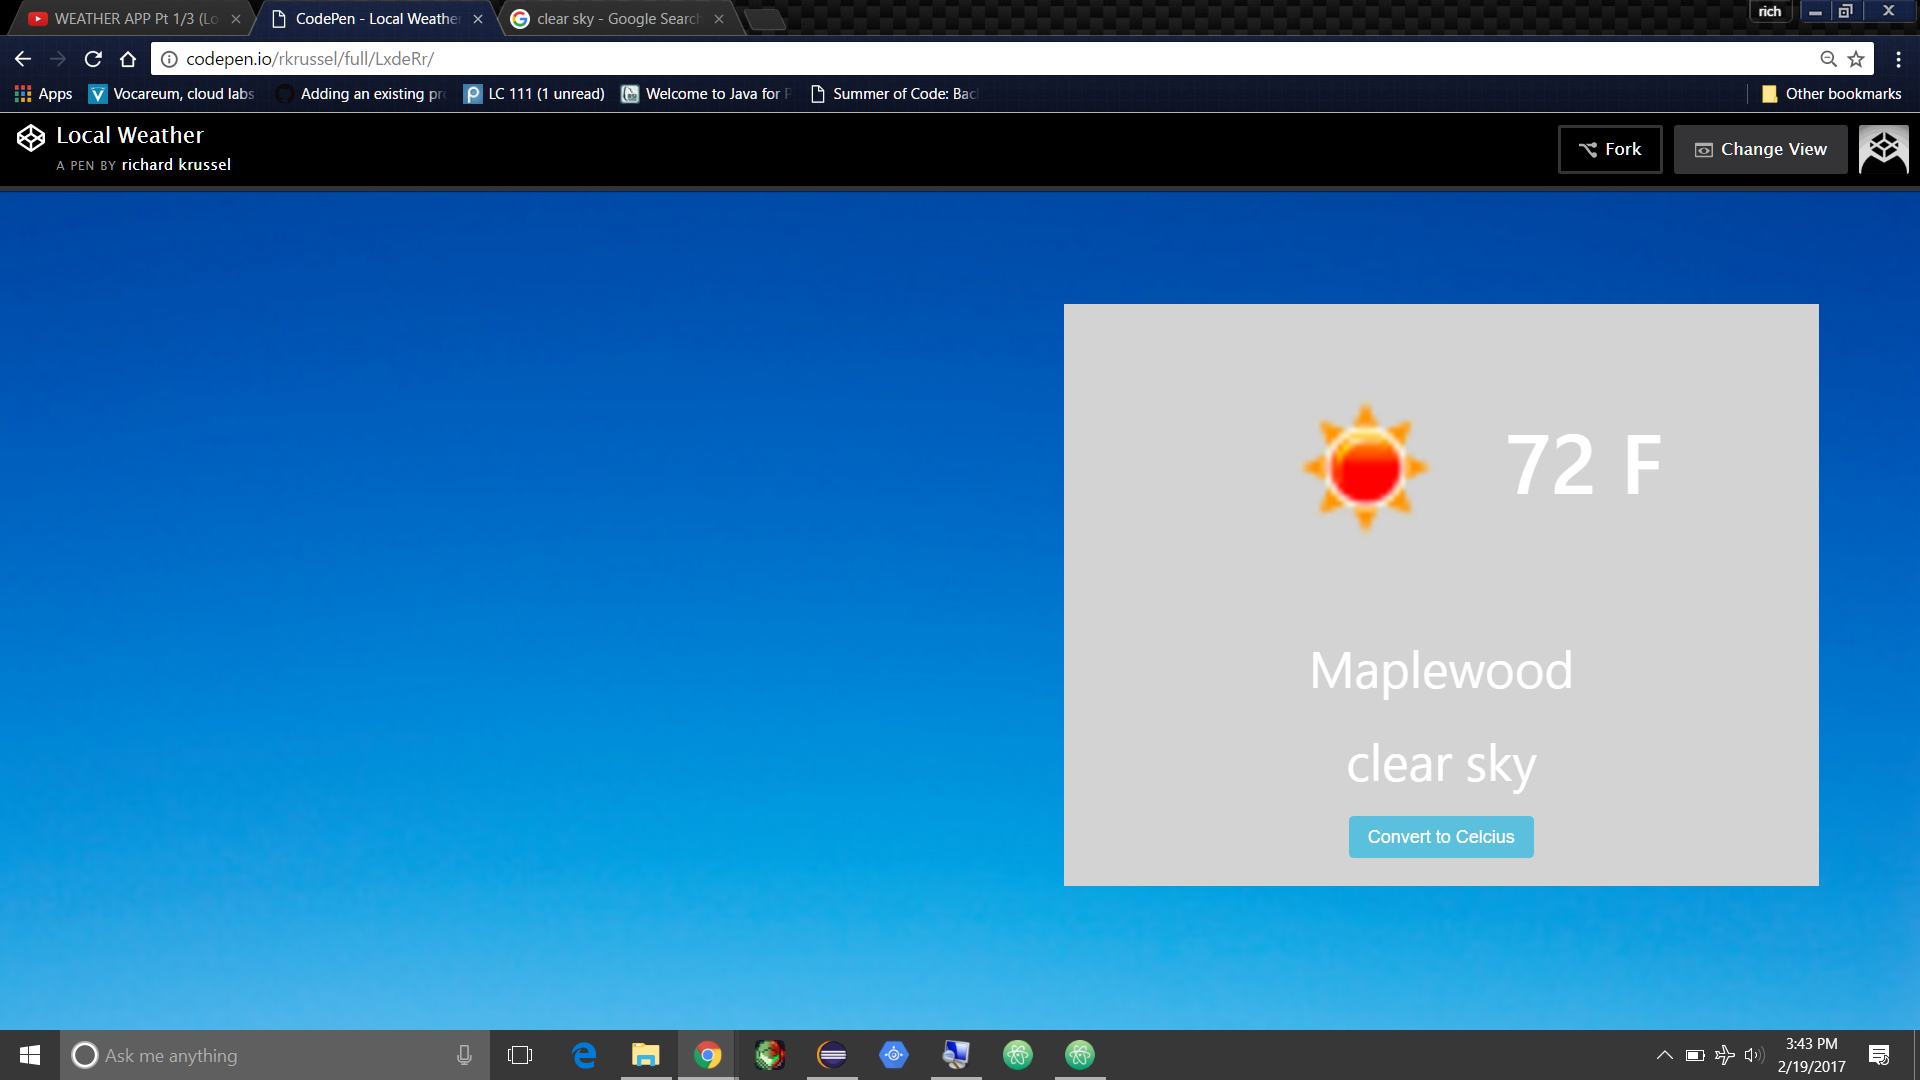 WEATHER APP Pt 1/3 (Lo
CodePen - Local Weather
clear sky - Google Search
rich
codepen.io/rkrussel/full/LxdeRr/
Apps
Vocareum, cloud labs
Adding an existing pr
LC 111 (1 unread)
Welcome to Java for P
Summer of Code: Bac
Other bookmarks
Local Weather
A PEN BY richard krussel
Fork
Change View
72 F
Maplewood
clear sky
Convert to Celcius
Ask me anything
3:43 PM
2/19/2017